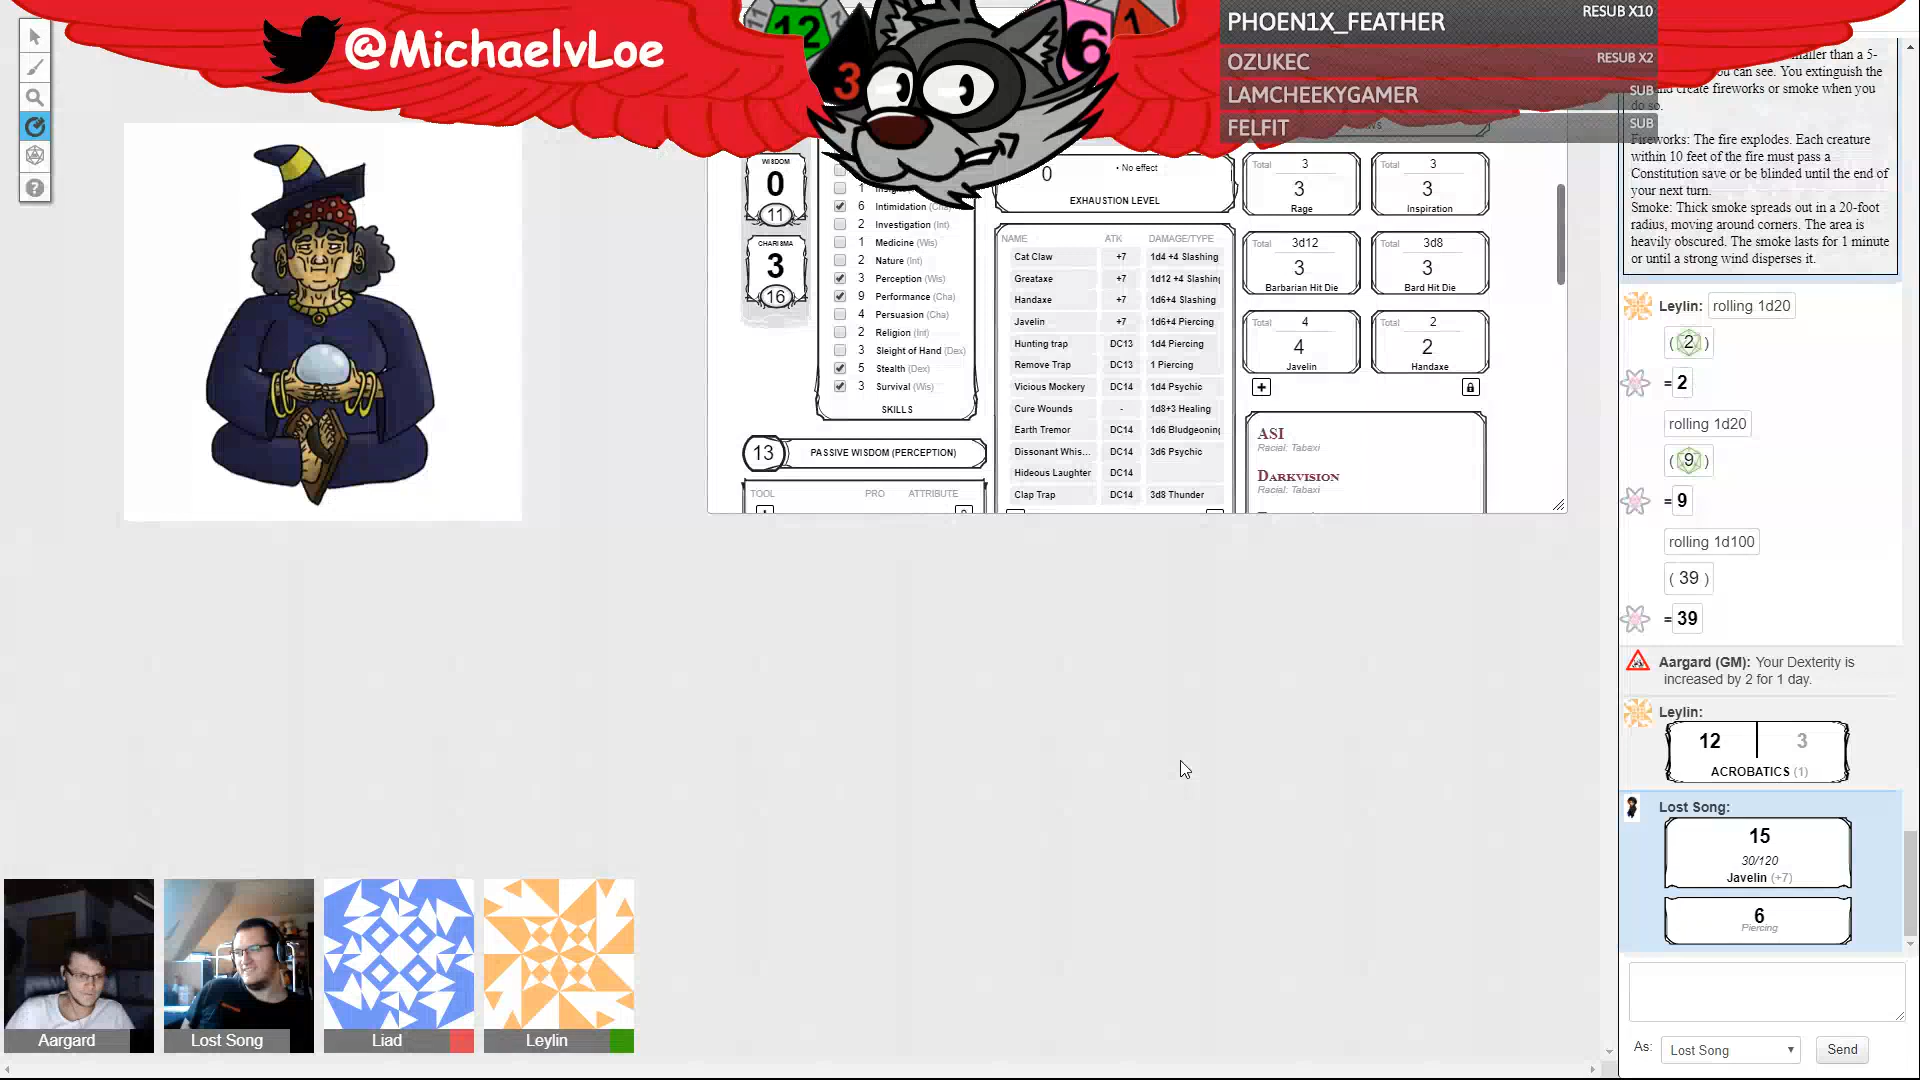 @MichaelvLoe
12
3
6
1
PHOEN1X_FEATHER
RESUB X10
OZUKEC
RESUB X2
LAMCHEEKYGAMER
SUB
FELFIT
SUB
WISDOM
0
11
CHARISMA
3
16
1
6 Intimidation
2 Investigation (Int)
1 Medicine (Wis)
2 Nature (Int)
3 Perception (Wis)
9 Performance (Cha)
4 Persuasion (Cha)
2 Religion (Int)
3 Sleight of Hand (Dex)
5 Stealth (Dex)
3 Survival (Wis)
SKILLS
13 PASSIVE WISDOM (PERCEPTION)
TOOL PRO ATTRIBUTE
0
• No effect
EXHAUSTION LEVEL
NAME ATK DAMAGE/TYPE
Cat Claw +7 1d4 +4 Slashing
Greataxe +7 1d12 +4 Slashing
Handaxe +7 1d6+4 Slashing
Javelin +7 1d6+4 Piercing
Hunting trap DC13 1d4 Piercing
Remove Trap DC13 1 Piercing
Vicious Mockery DC14 1d4 Psychic
Cure Wounds - 1d8+3 Healing
Earth Tremor DC14 1d6 Bludgeoning
Dissonant Whis... DC14 3d6 Psychic
Hideous Laughter DC14
Clap Trap DC14 3d8 Thunder
Total 3
3
Rage
Total 3
3
Inspiration
Total 3d12
3
Barbarian Hit Die
Total 3d8
3
Bard Hit Die
Total 4
4
Javelin
Total 2
2
Handaxe
ASI
Racial: Tabaxi
DARKVISION
Racial: Tabaxi
than a 5-
can see. You extinguish the
create fireworks or smoke when you
do so.
Fireworks: The fire explodes. Each creature
within 10 feet of the fire must pass a
Constitution save or be blinded until the end of
your next turn.
Smoke: Thick smoke spreads out in a 20-foot
radius, moving around corners. The area is
heavily obscured. The smoke lasts for 1 minute
or until a strong wind disperses it.
Leylin: rolling 1d20
(2)
=2
rolling 1d20
(9)
=9
rolling 1d100
(39)
=39
Aargard (GM): Your Dexterity is
increased by 2 for 1 day.
Leylin:
12 3
ACROBATICS (1)
Lost Song:
15
30/120
Javelin (+7)
6
Piercing
As: Lost Song Send
Aargard
Lost Song
Liad
Leylin